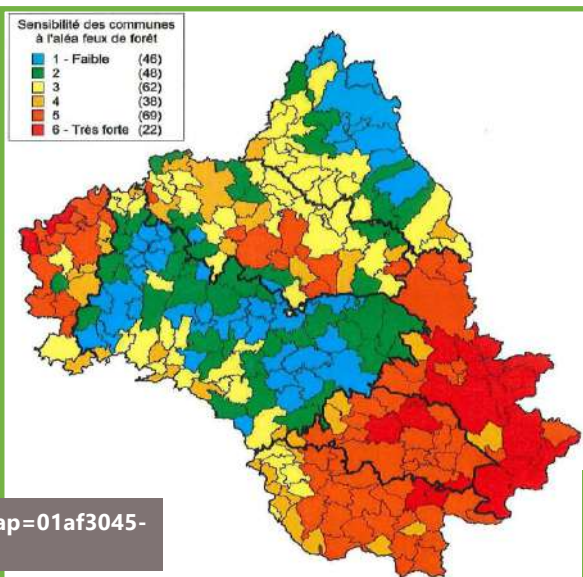 Sensibilité des communes
à l'aléa feux de forêt
1 - Faible (46)
2 (48)
3 (62)
4 (38)
5 (69)
6 - Très forte (22)
ap=01af3045-